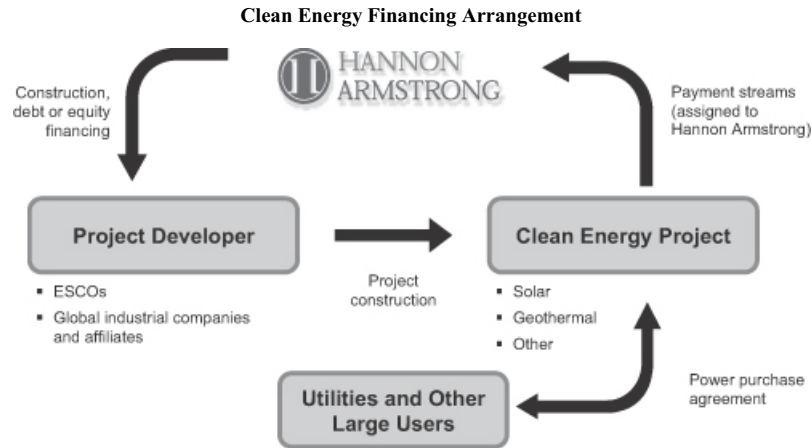 Clean Energy Financing Arrangement
HANNON
ARMSTRONG
Construction,
debt or equity
financing
Payment streams
(assigned to
Hannon Armstrong)
Project Developer
Clean Energy Project
▪ ESCOs
▪ Global industrial companies
and affiliates
Project
construction
▪ Solar
▪ Geothermal
▪ Other
Utilities and Other
Large Users
Power purchase
agreement